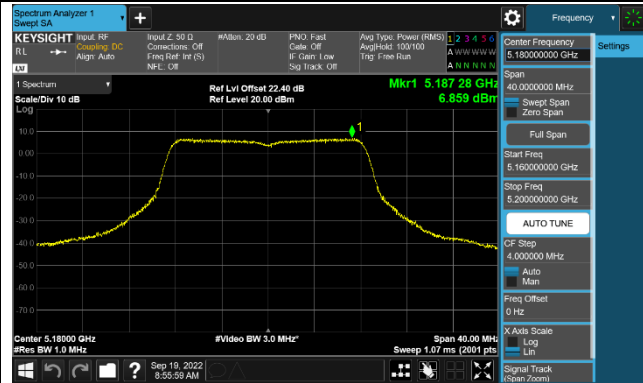 Spectrum Analyzer 1
Swept SA
Frequency
KEYSIGHT
RL
Input: RF
Coupling: DC
Align: Auto
Input Z: 50 Ω
Corrections: Off
Freq Ref: Int (S)
NFE: Off
#Atten: 20 dB
PNO: Fast
Gate: Off
IF Gain: Low
Sig Track: Off
Avg Type: Power (RMS)
Avg|Hold: 100/100
Trig: Free Run
1 2 3 4 5 6
A W W W W W
A N N N N N
LXI
1 Spectrum
Scale/Div 10 dB
Log
Ref Lvl Offset 22.40 dB
Ref Level 20.00 dBm
Mkr1 5.187 28 GHz
6.859 dBm
1
10.0
0.00
-10.0
-20.0
-30.0
-40.0
-50.0
-60.0
-70.0
Center 5.18000 GHz
#Res BW 1.0 MHz
#Video BW 3.0 MHz*
Span 40.00 MHz
Sweep 1.07 ms (2001 pts)
Sep 19, 2022
8:55:59 AM
?
Center Frequency
5.180000000 GHz
Span
40.0000000 MHz
Swept Span
Zero Span
Full Span
Start Freq
5.160000000 GHz
Stop Freq
5.200000000 GHz
AUTO TUNE
CF Step
4.000000 MHz
Auto
Man
Freq Offset
0 Hz
X Axis Scale
Log
Lin
Signal Track
(Span Zoom)
Settings